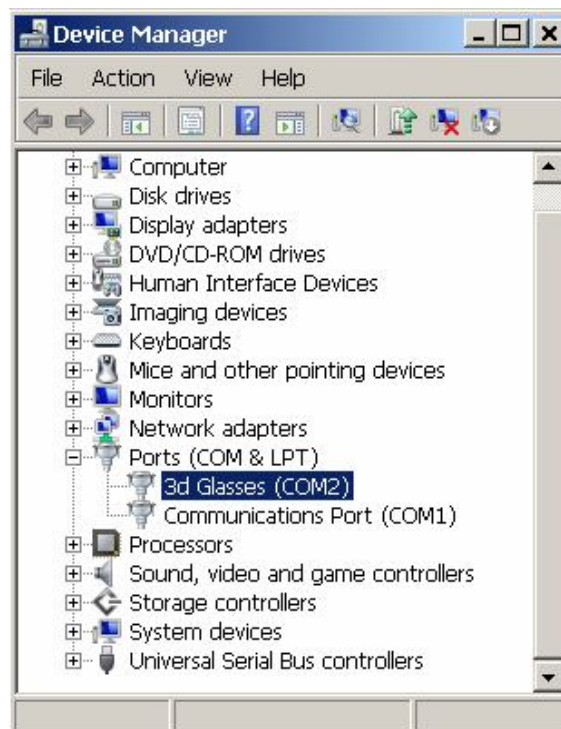 Device Manager
File Action View Help
Computer
Disk drives
Display adapters
DVD/CD-ROM drives
Human Interface Devices
Imaging devices
Keyboards
Mice and other pointing devices
Monitors
Network adapters
Ports (COM & LPT)
3d Glasses (COM2)
Communications Port (COM1)
Processors
Sound, video and game controllers
Storage controllers
System devices
Universal Serial Bus controllers